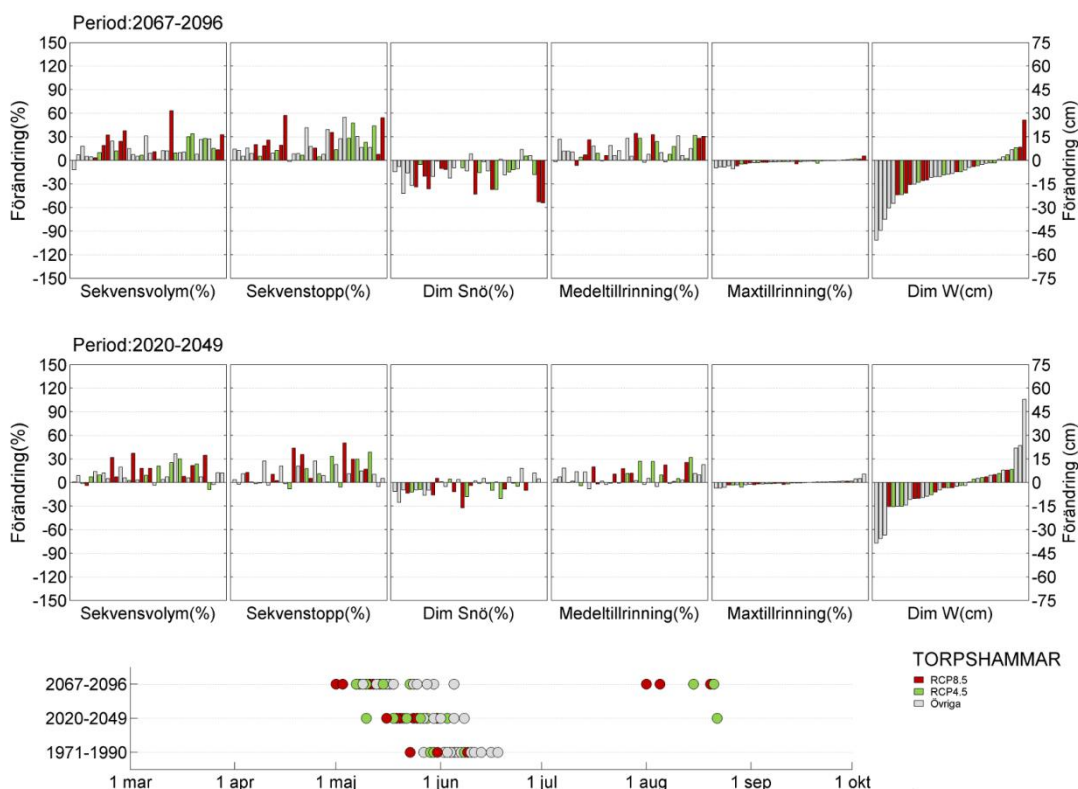 Period:2067-2096
150
120
90
60
30
0
-30
-60
-90
-120
-150
Förändring(%)
75
60
45
30
15
0
-15
-30
-45
-60
-75
Förändring (cm)
Sekvensvolym(%)
Sekvenstopp(%)
Dim Snö(%)
Medeltillrinning(%)
Maxtillrinning(%)
Dim W(cm)
Period:2020-2049
150
120
90
60
30
0
-30
-60
-90
-120
-150
Förändring(%)
75
60
45
30
15
0
-15
-30
-45
-60
-75
Förändring (cm)
Sekvensvolym(%)
Sekvenstopp(%)
Dim Snö(%)
Medeltillrinning(%)
Maxtillrinning(%)
Dim W(cm)
2067-2096
2020-2049
1971-1990
1 mar
1 apr
1 maj
1 jun
1 jul
1 aug
1 sep
1 okt
TORPSHAMMAR
RCP8.5
RCP4.5
Övriga